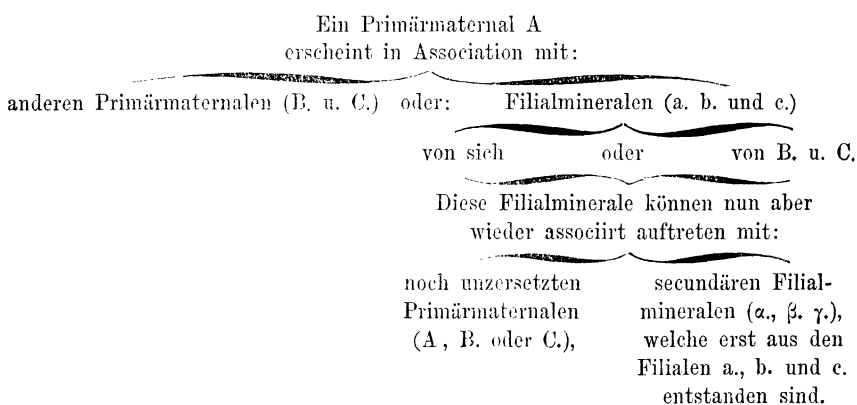 Ein Primärmaternal A
erscheint in Association mit:
anderen Primärmaternalen (B. u. C.) oder: Filialmineralen (a. b. und c.)
von sich oder von B. u. C.
Diese Filialminerale können nun aber
wieder associirt auftreten mit:
noch unzersetzten
Primärmaternalen
(A, B. oder C.),
secundären Filial-
mineralen (α., β. γ.),
welche erst aus den
Filialen a., b. und c.
entstanden sind.